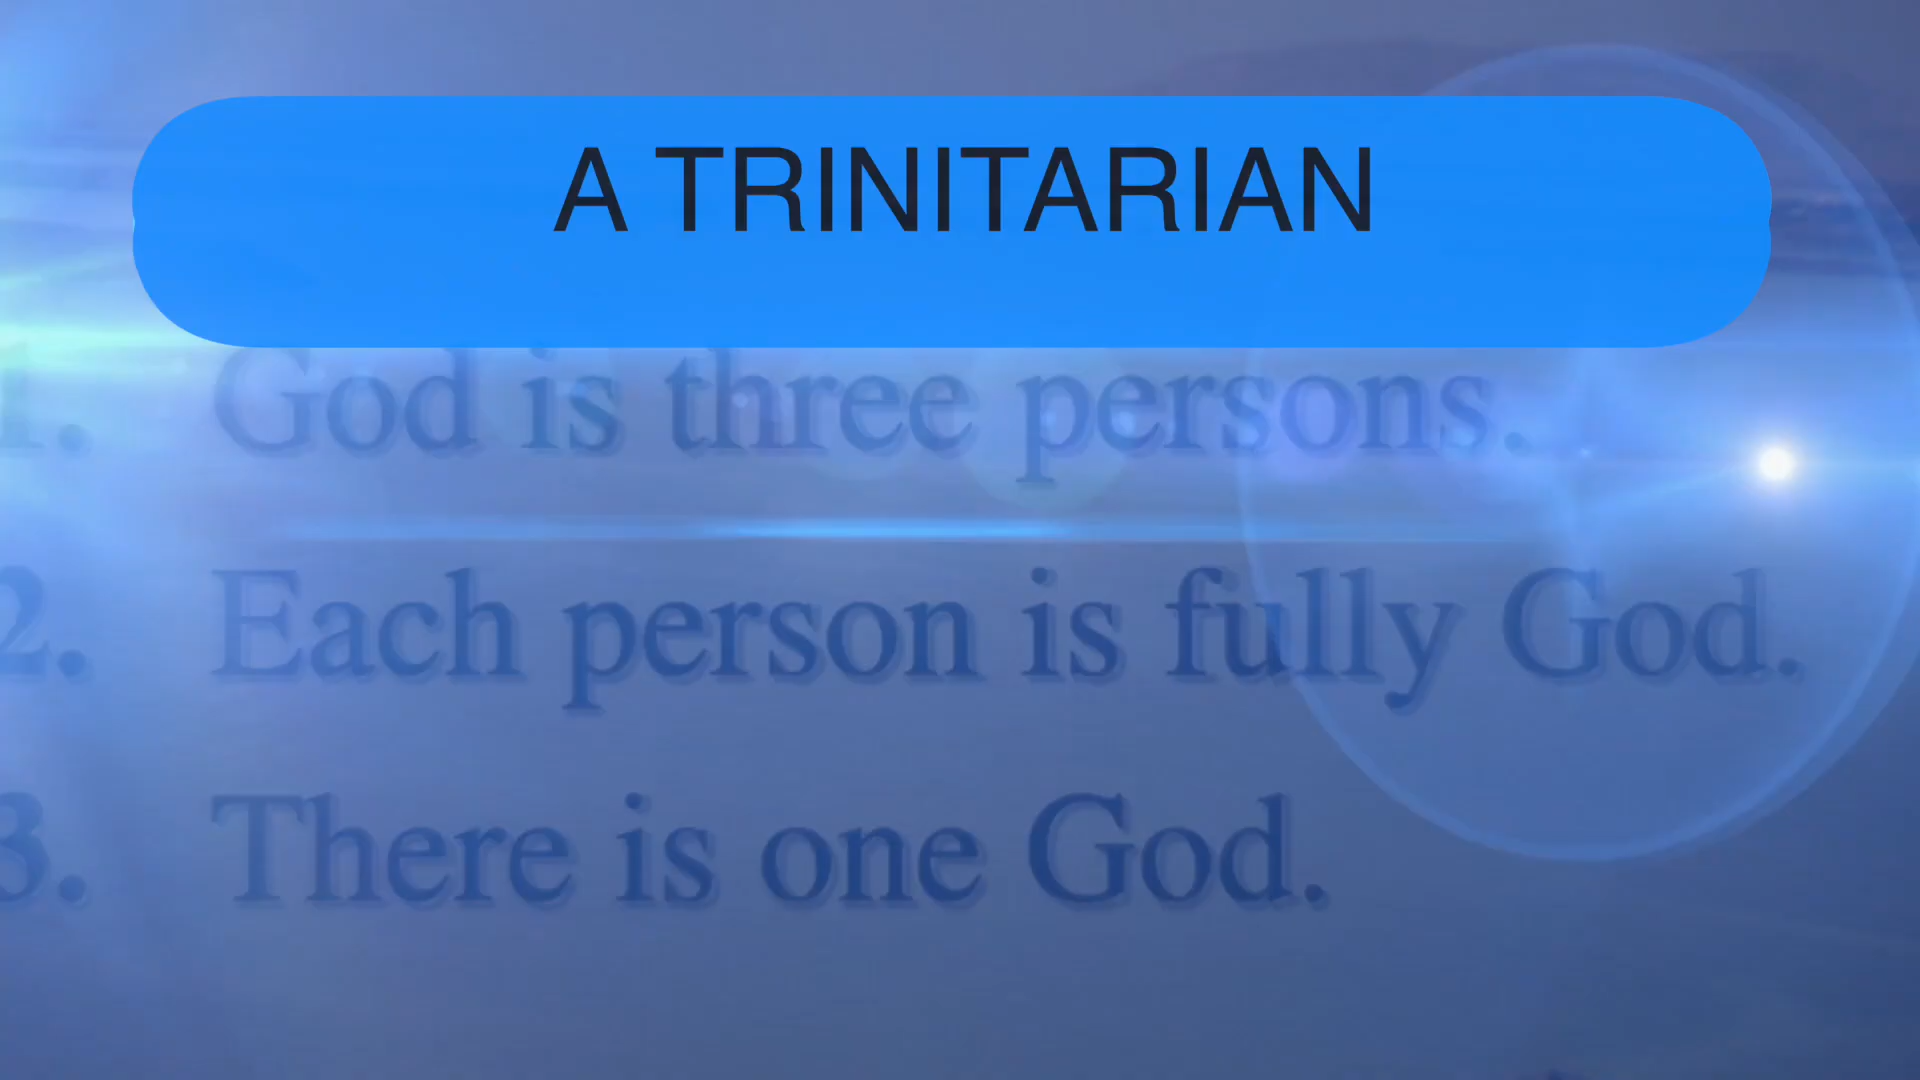 A TRINITARIAN
1. God is three persons.
2. Each person is fully God.
3. There is one God.